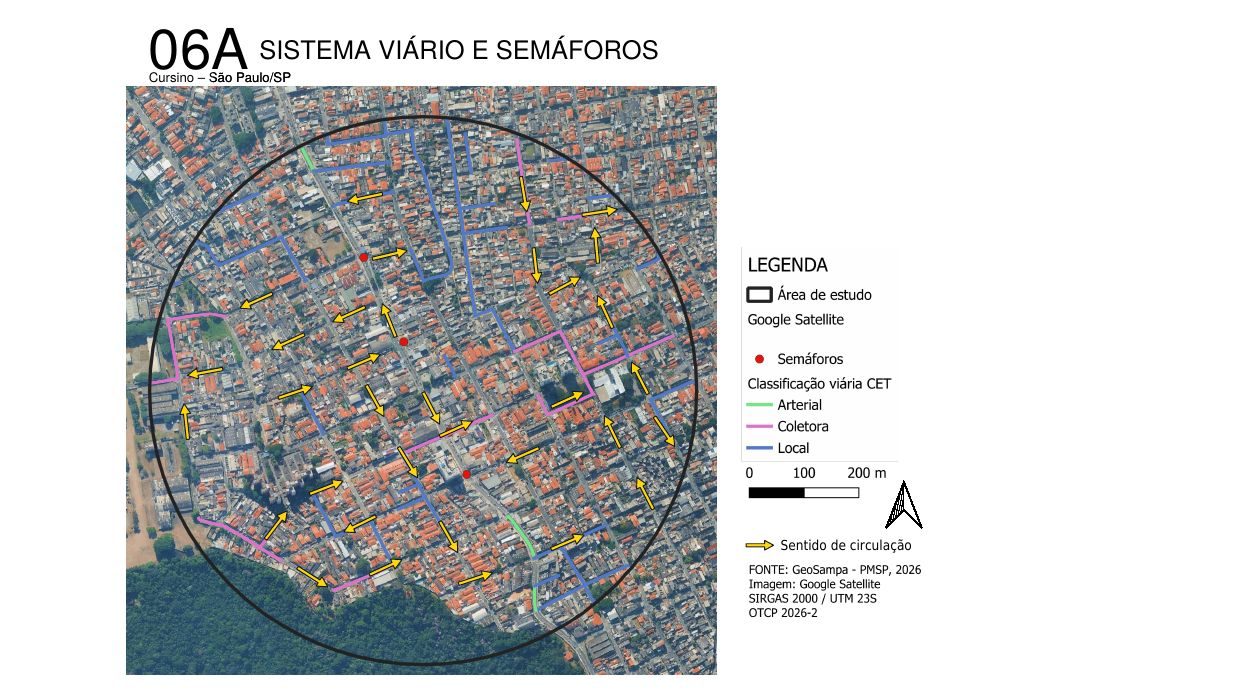 06A SISTEMA VIÁRIO E SEMÁFOROS
Cursino – São Paulo/SP
LEGENDA
Área de estudo
Google Satellite
Semáforos
Classificação viária CET
Arterial
Coletora
Local
0 100 200 m
Sentido de circulação
FONTE: GeoSampa - PMSP, 2026
Imagem: Google Satellite
SIRGAS 2000 / UTM 23S
OTCP 2026-2